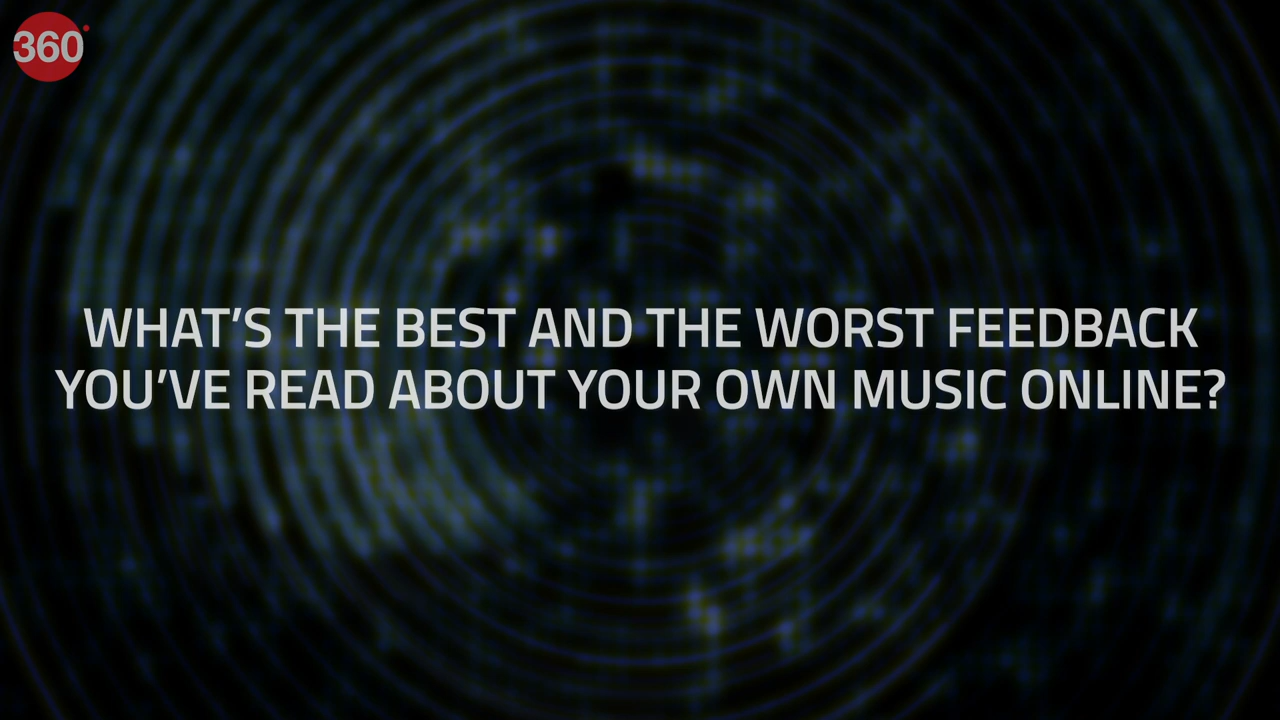 360°
WHAT’S THE BEST AND THE WORST FEEDBACK
YOU’VE READ ABOUT YOUR OWN MUSIC ONLINE?